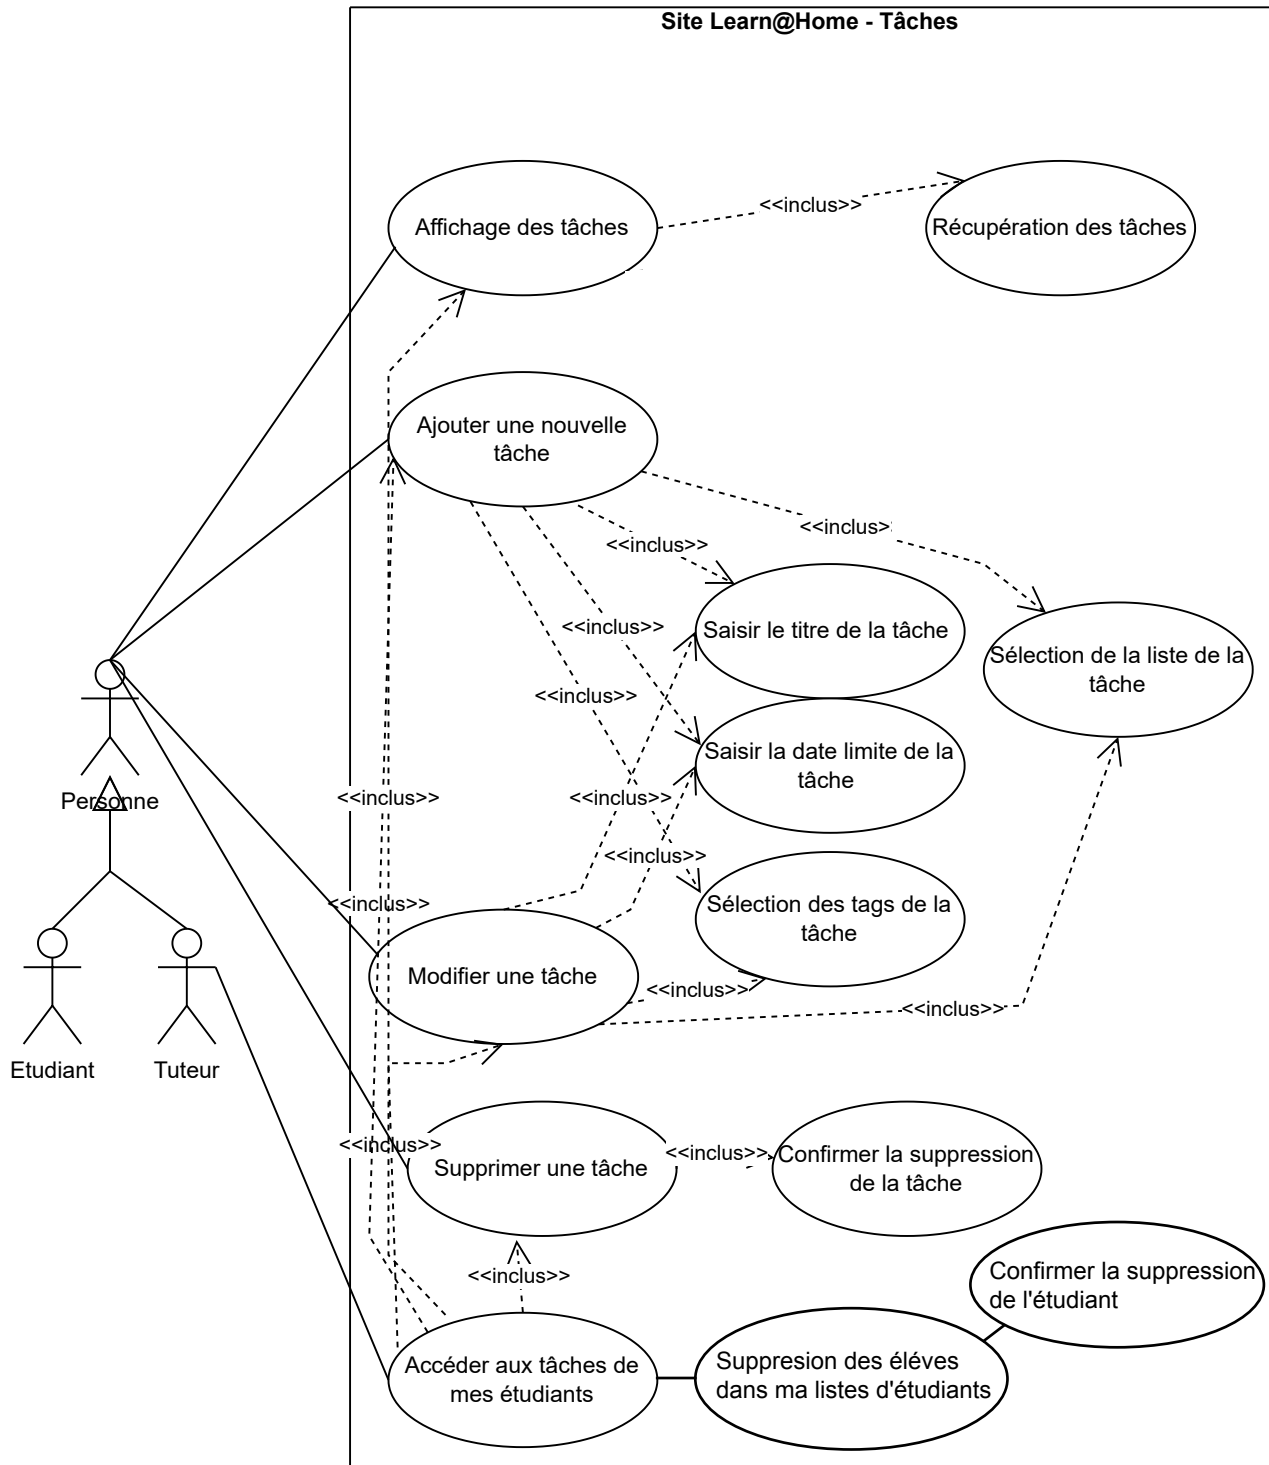 Site Learn@Home - Tâches
Affichage des tâches
<<inclus>>
Récupération des tâches
Ajouter une nouvelle
tâche
<<inclus>
<<inclus>>
<<inclus>>
Saisir le titre de la tâche
Sélection de la liste de la
tâche
<<inclus>>
Saisir la date limite de la
tâche
Personne
<<inclus>>
<<inclus>>
<<inclus>>
<<inclus>>
Sélection des tags de la
tâche
Modifier une tâche
<<inclus>>
<<inclus>>
Etudiant
Tuteur
<<inclus>>
Supprimer une tâche
<<inclus>>
Confirmer la suppression
de la tâche
<<inclus>>
Confirmer la suppression
de l'étudiant
Accéder aux tâches de
mes étudiants
Suppresion des éléves
dans ma listes d'étudiants